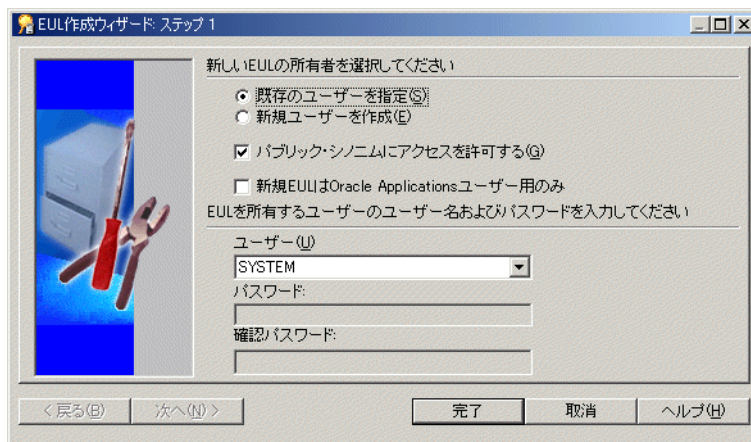 EUL作成ウィザード: ステップ 1
新しいEULの所有者を選択してください
既存のユーザーを指定(S)
新規ユーザーを作成(E)
パブリック・シノニムにアクセスを許可する(G)
新規EULはOracle Applicationsユーザー用のみ
EULを所有するユーザーのユーザー名およびパスワードを入力してください
ユーザー(U)
SYSTEM
パスワード:
確認パスワード:
< 戻る(B) 次へ(N) > 完了 取消 ヘルプ(H)